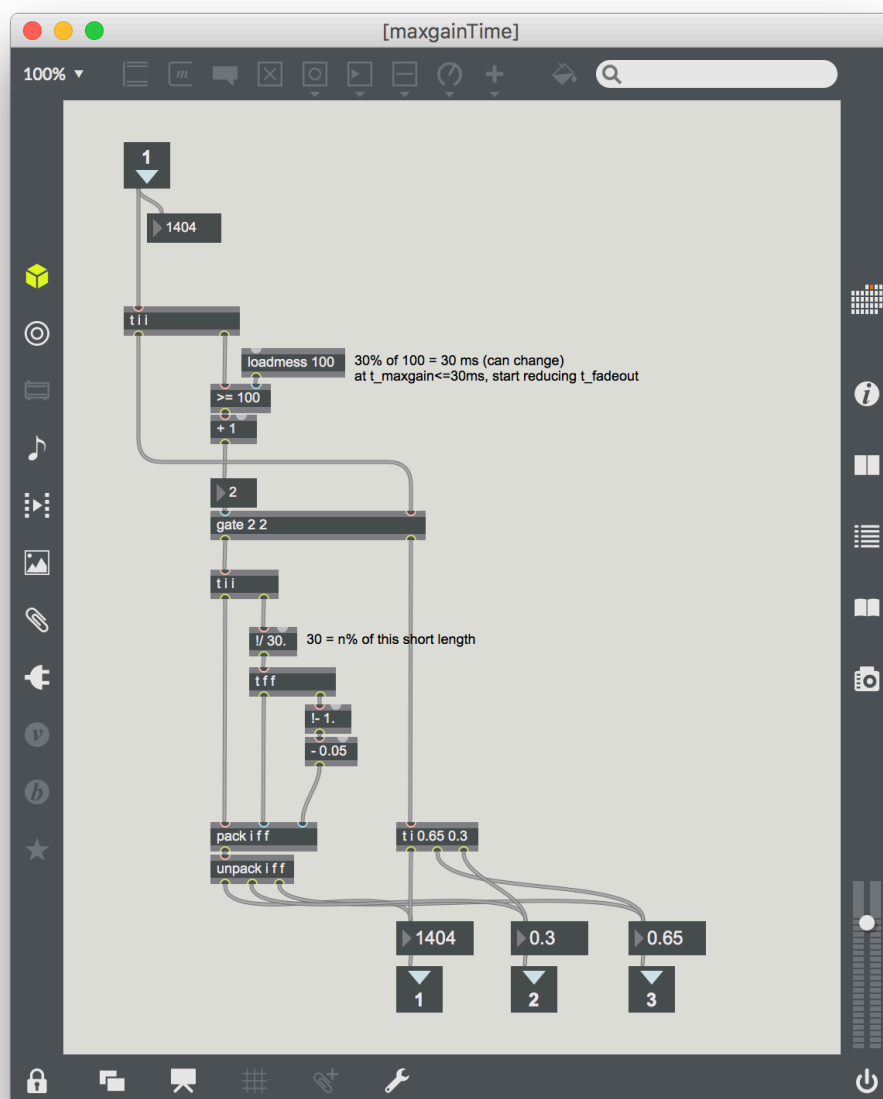 [maxgainTime]
100%
1
1404
t i i
loadmess 100
30% of 100 = 30 ms (can change)
at t_maxgain<=30ms, start reducing t_fadeout
>= 100
+ 1
2
gate 2 2
t i i
!/ 30.
30 = n% of this short length
t f f
!- 1.
- 0.05
pack i f f
t i 0.65 0.3
unpack i f f
1404
0.3
0.65
1
2
3